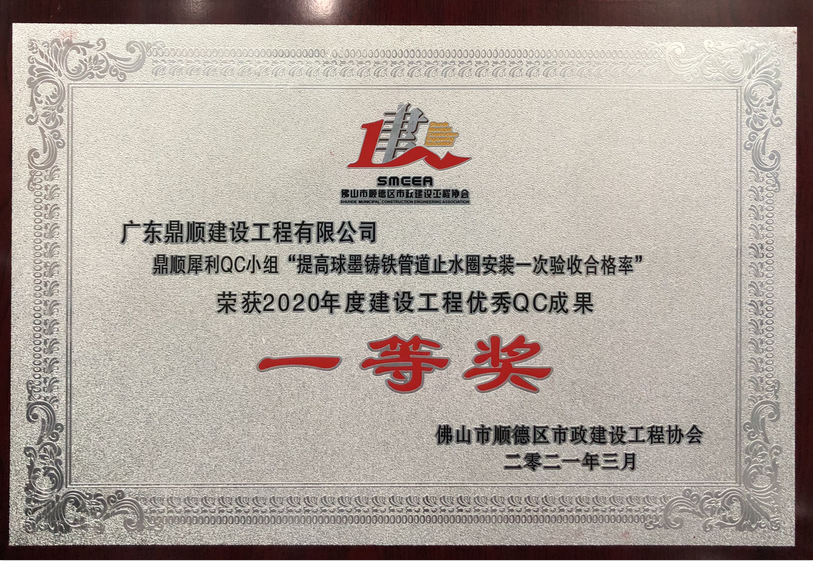 SMCEA
佛山市顺德区市政建设工程协会
SHUNDE MUNICIPAL CONSTRUCTION ENGINEERING ASSOCIATION
广东鼎顺建设工程有限公司
鼎顺犀利QC小组“提高球墨铸铁管道止水圈安装一次验收合格率”
荣获2020年度建设工程优秀QC成果
一等奖
佛山市顺德区市政建设工程协会
二零二一年三月